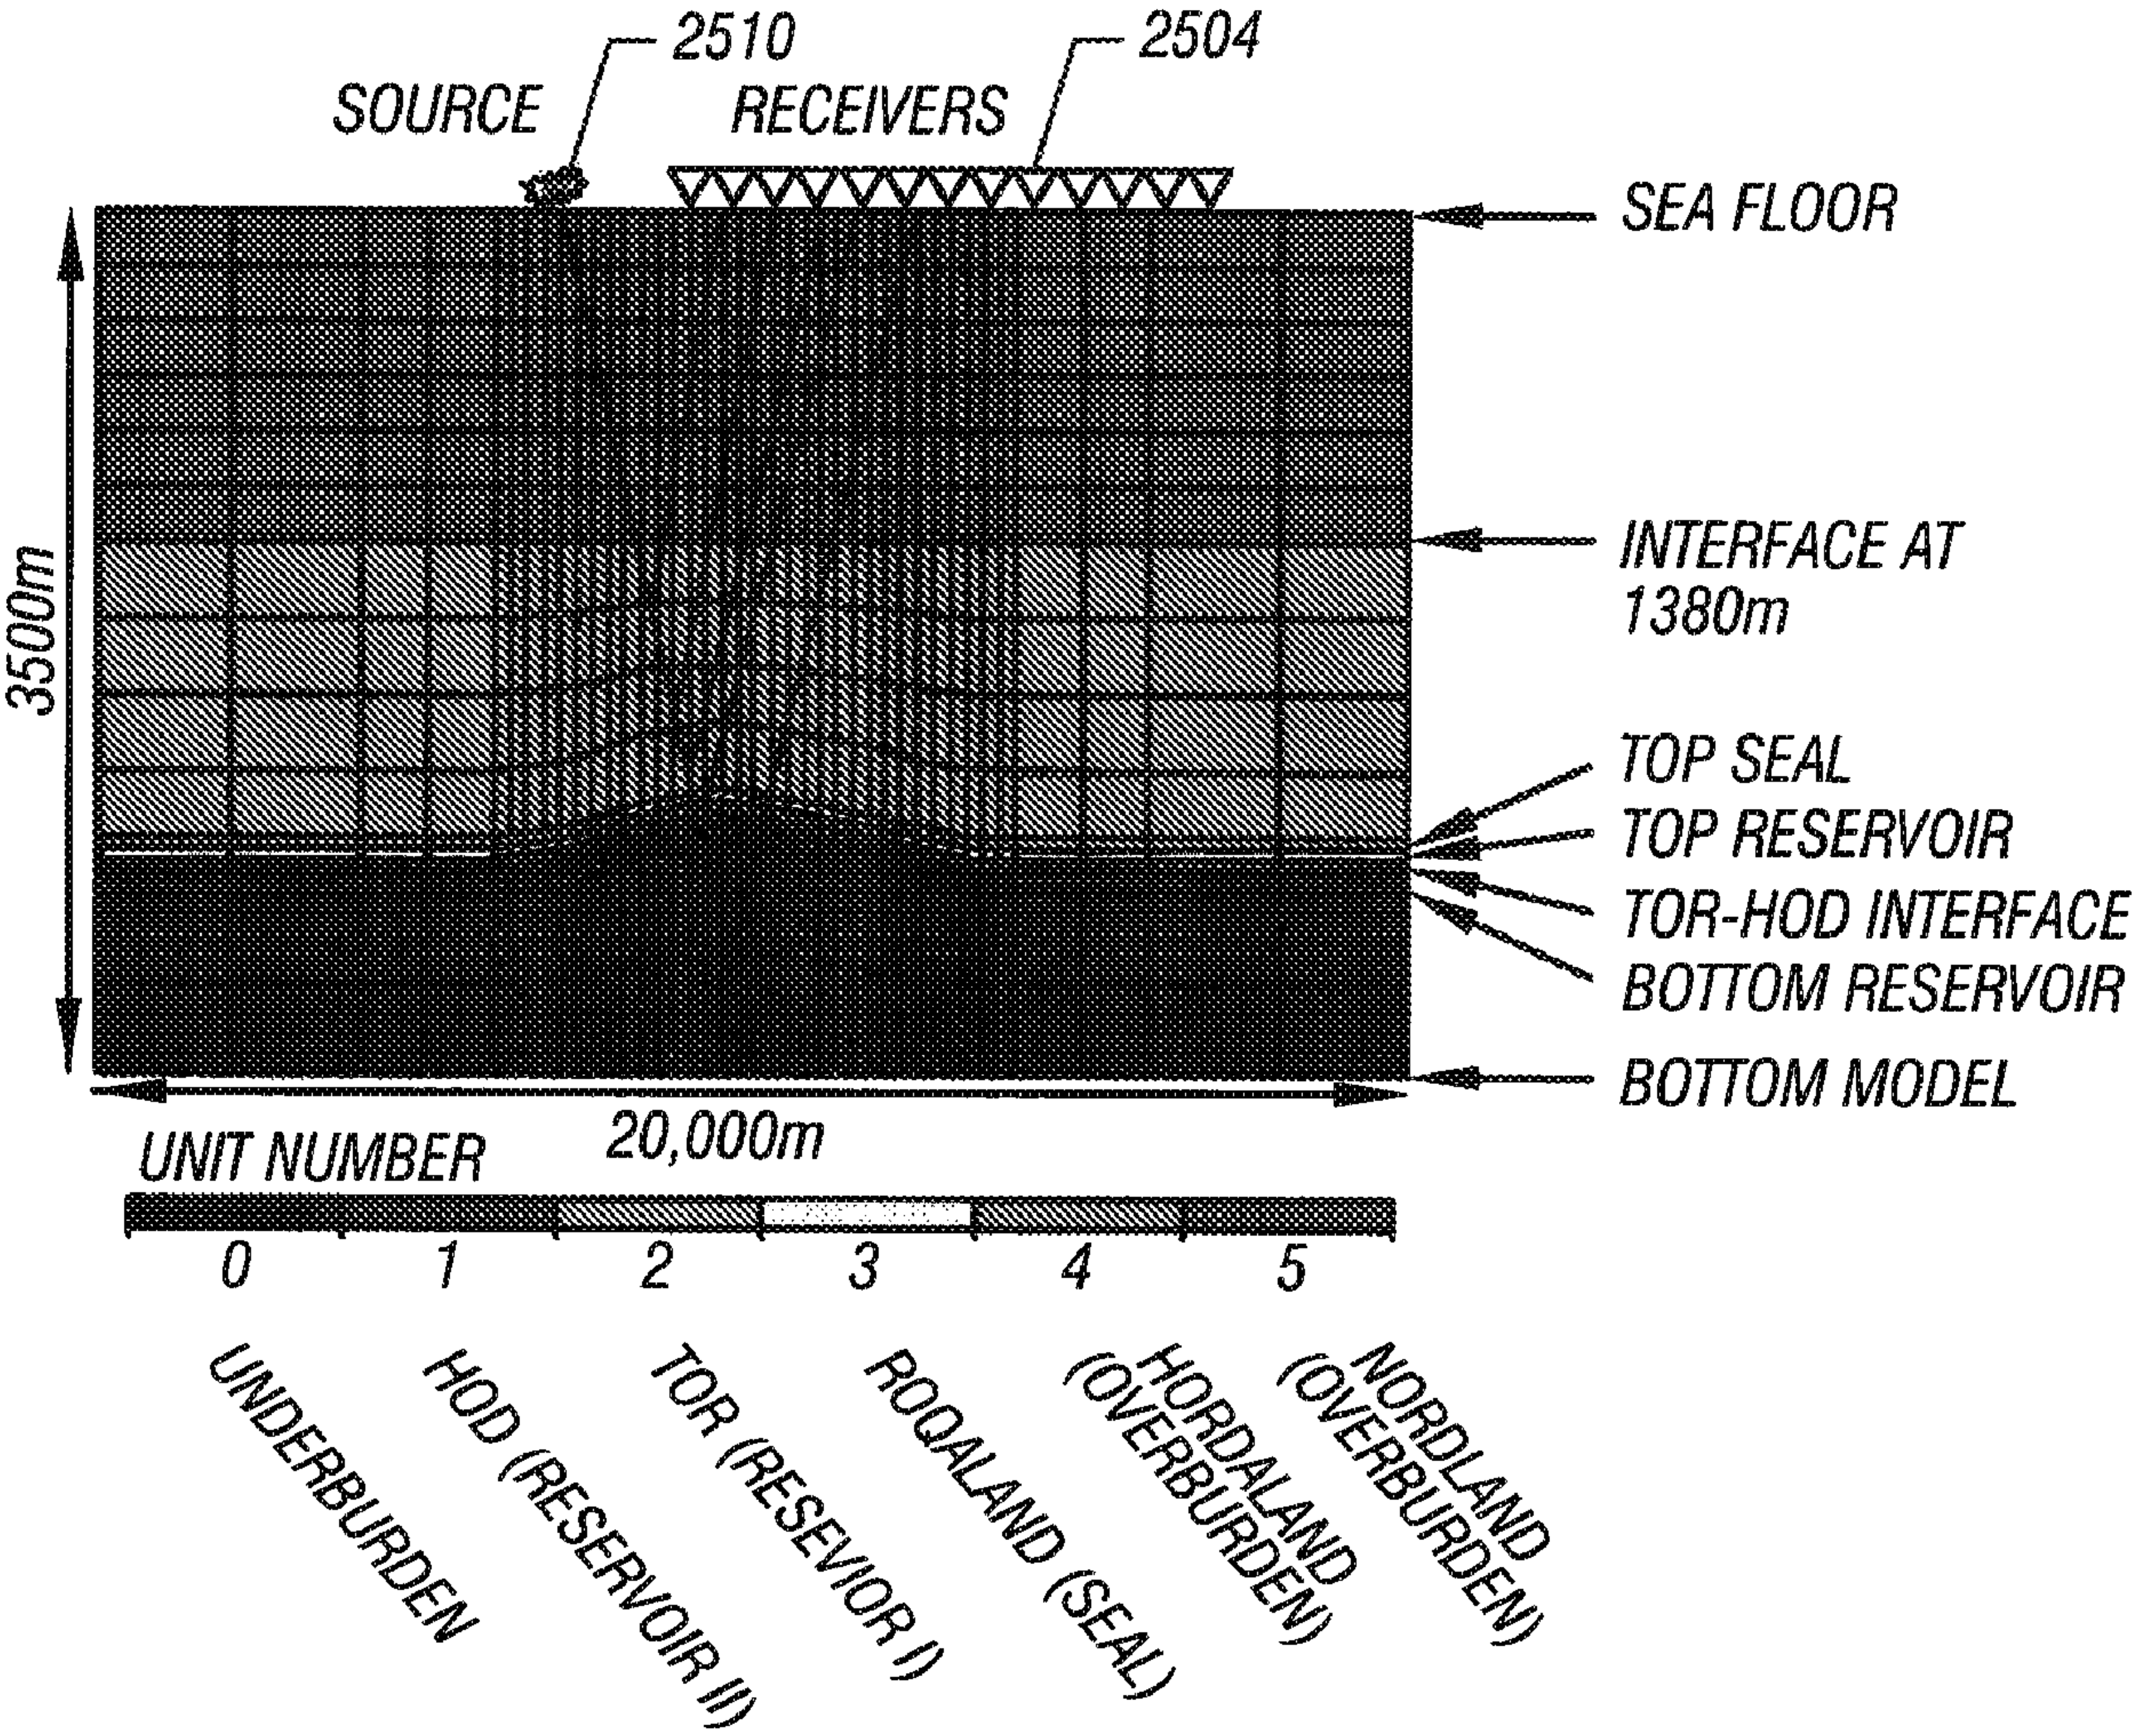 2510
2504
SOURCE
RECEIVERS
SEA FLOOR
INTERFACE AT
1380m
3500m
TOP SEAL
TOP RESERVOIR
TOR-HOD INTERFACE
BOTTOM RESERVOIR
BOTTOM MODEL
20,000m
UNIT NUMBER
0 1 2 3 4 5
UNDERBURDEN
HOD (RESERVOIR II)
TOR (RESEVIOR I)
ROQALAND (SEAL)
HORDALAND
(OVERBURDEN)
NORDLAND
(OVERBURDEN)